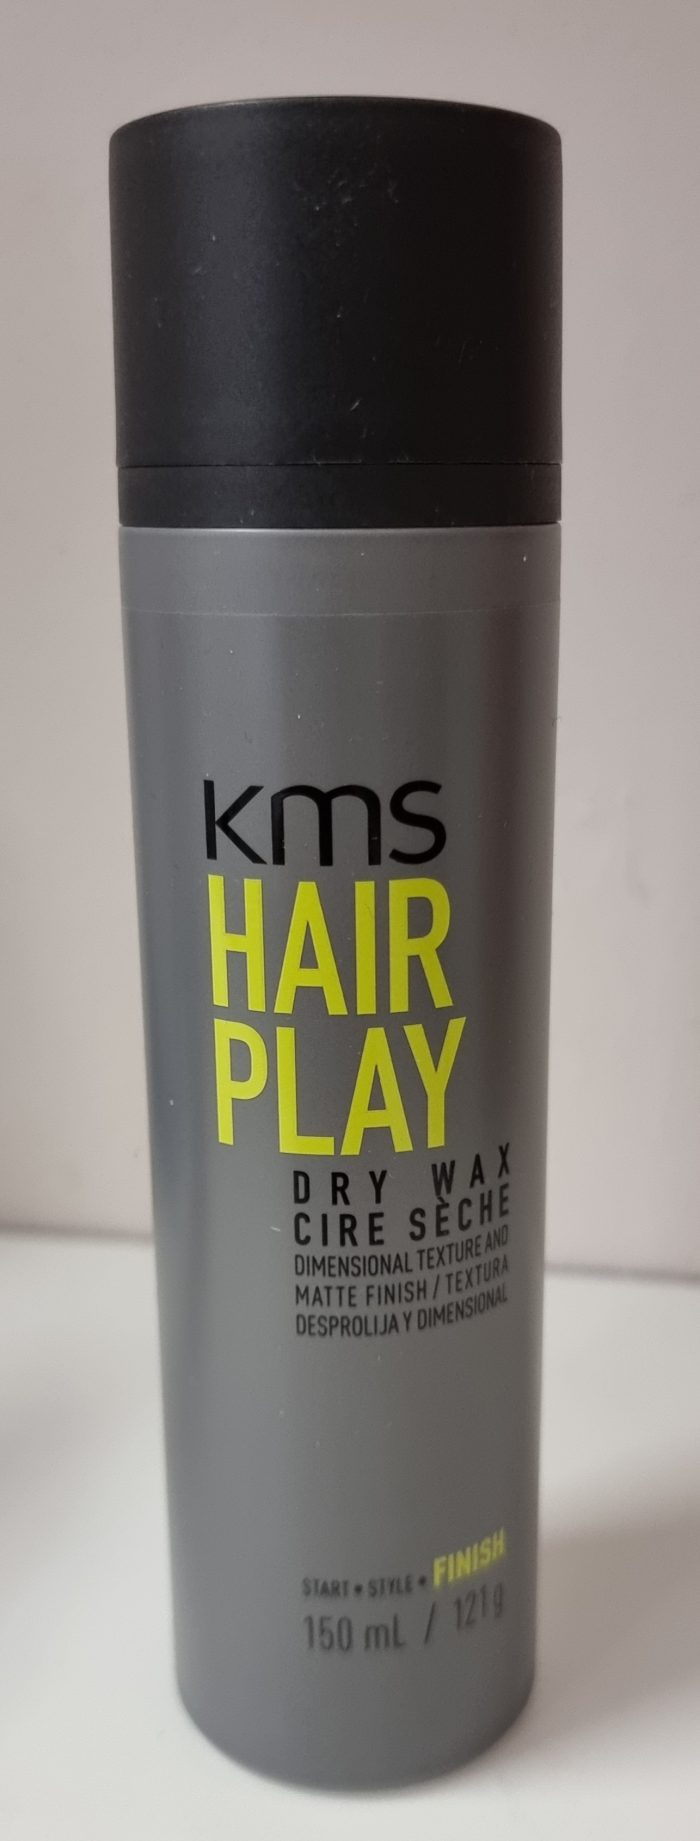 kms
HAIR
PLAY
DRY WAX
CIRE SÈCHE
DIMENSIONAL TEXTURE AND
MATTE FINISH / TEXTURA
DESPROLIJA Y DIMENSIONAL
START • STYLE • FINISH
150 mL / 121 g